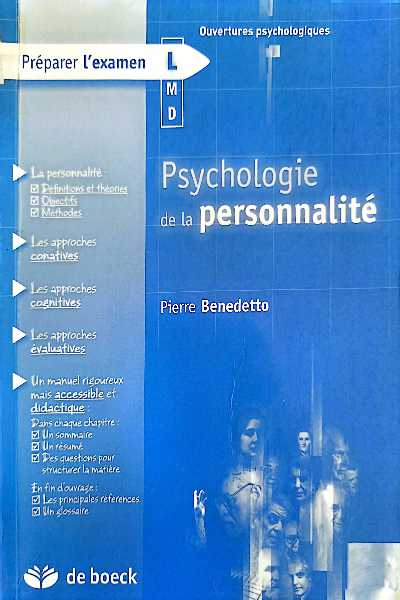 Ouvertures psychologiques
Préparer l'examen
L
M
D
Psychologie
de la personnalité
Pierre Benedetto
La personnalité
Définitions et théories
Objectifs
Méthodes
Les approches
conatives
Les approches
cognitives
Les approches
évaluatives
Un manuel rigoureux
mais accessible et
didactique :
Dans chaque chapitre :
Un sommaire
Un résumé
Des questions pour
structurer la matière
En fin d'ouvrage :
Les principales références
Un glossaire
de boeck